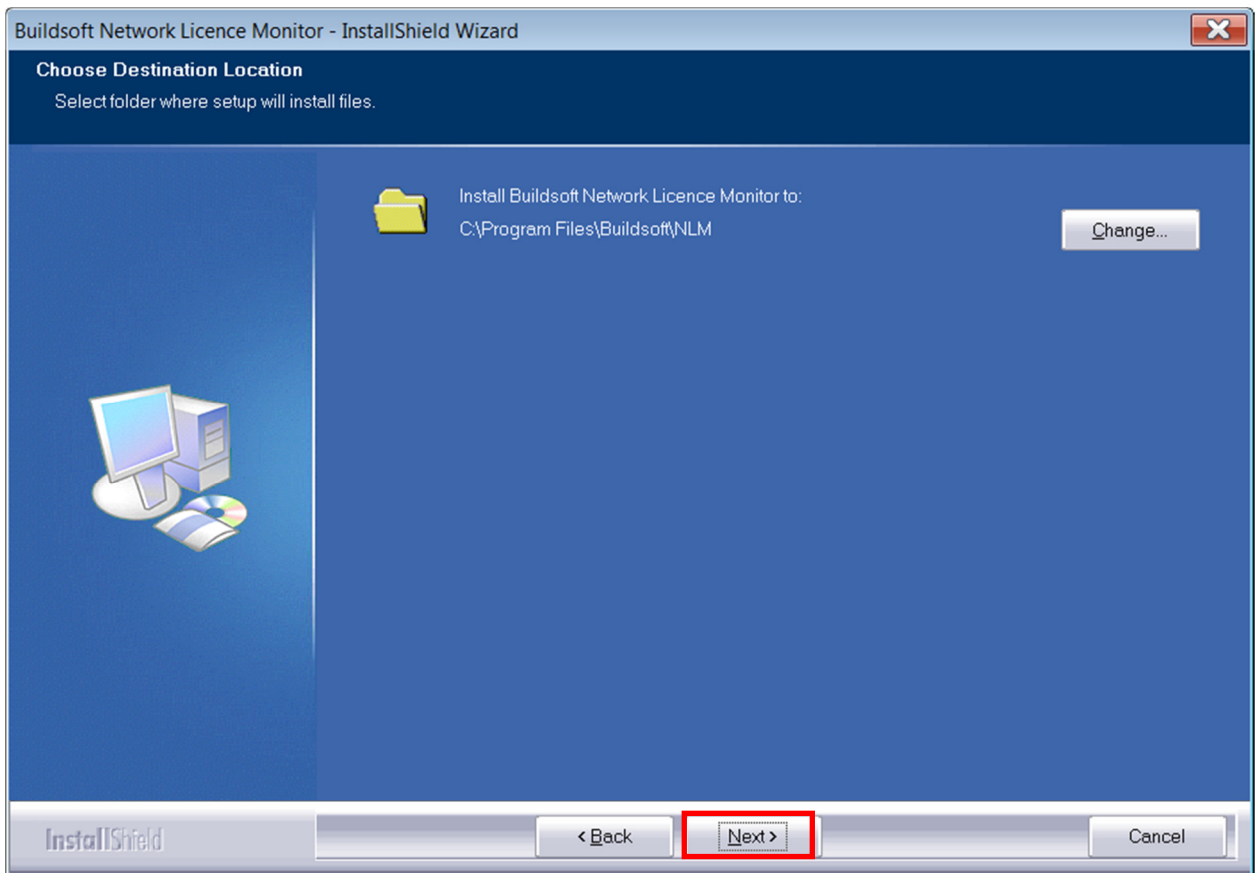 Buildsoft Network Licence Monitor - InstallShield Wizard
Choose Destination Location
Select folder where setup will install files.
Install Buildsoft Network Licence Monitor to:
C:\Program Files\Buildsoft\NLM
Change...
InstallShield
< Back
Next >
Cancel